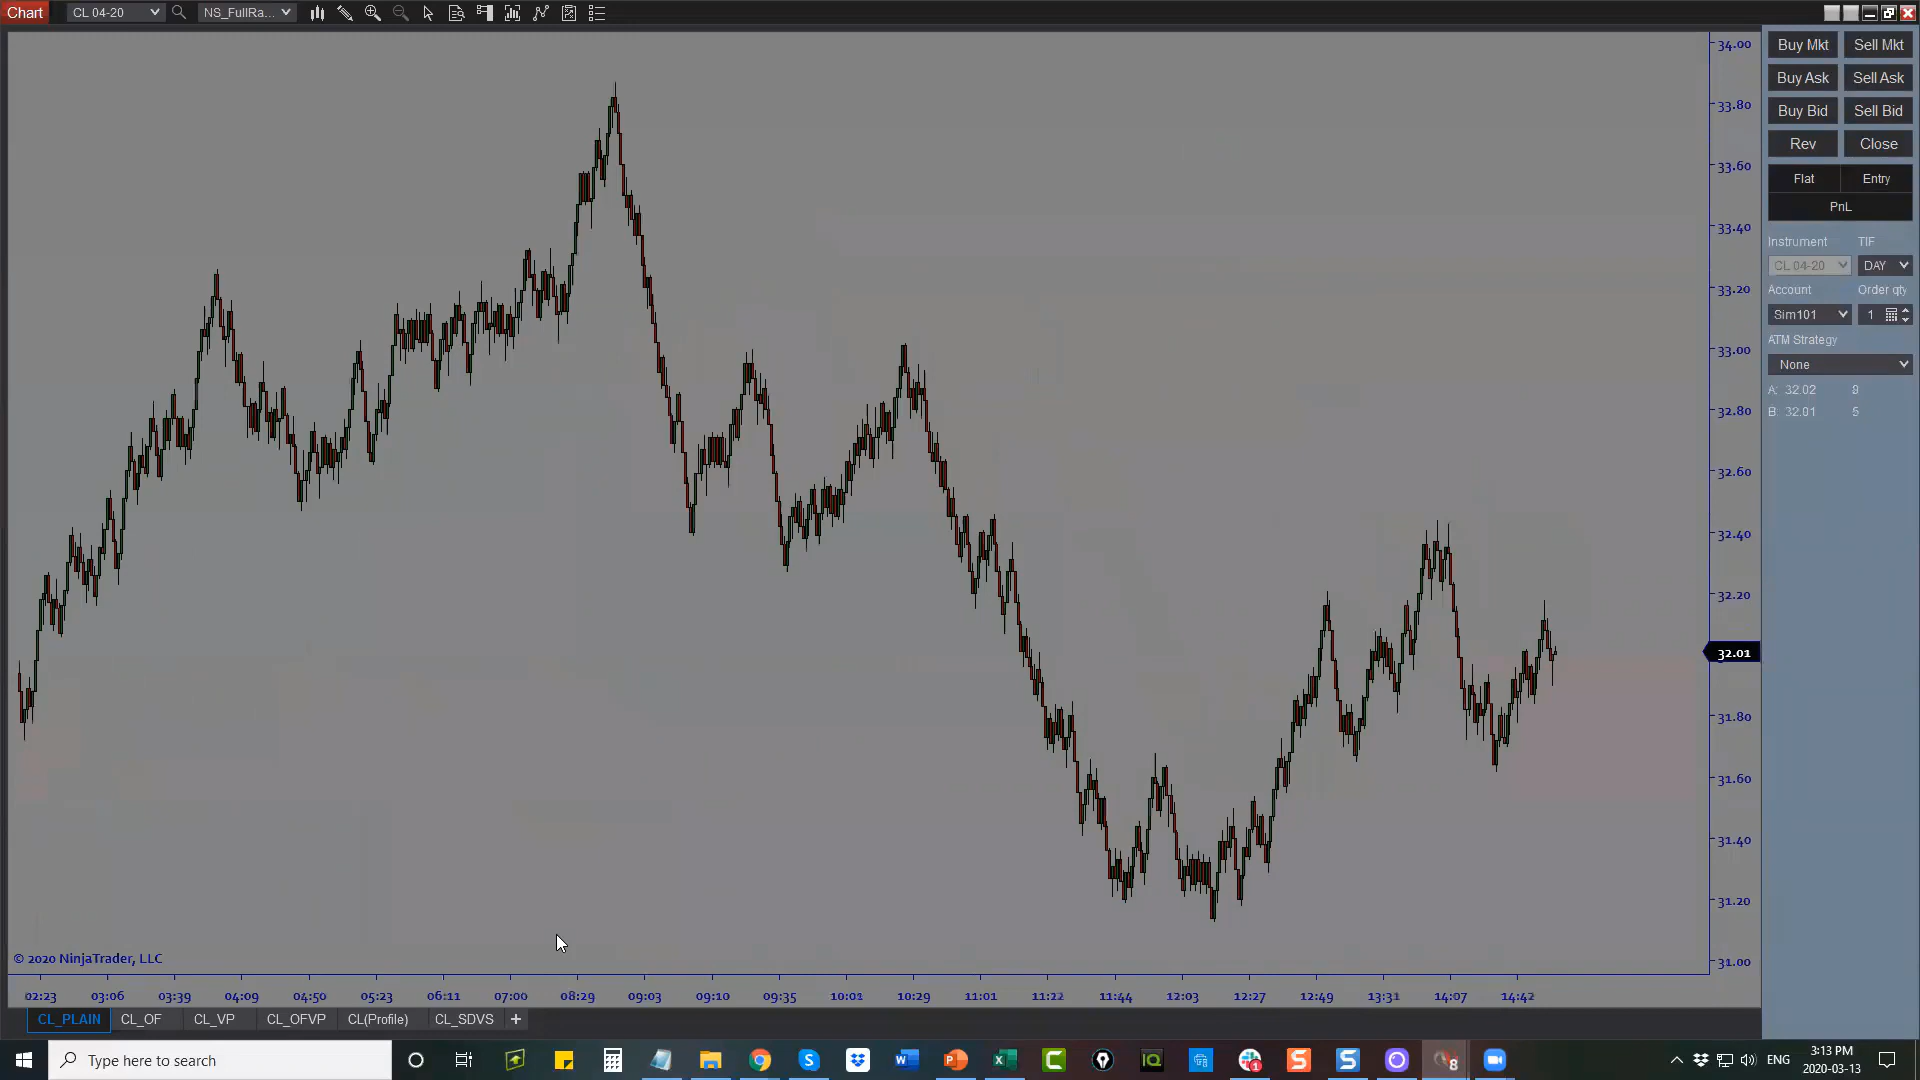 Chart CL 04-20 NS_FullRa...
34.00
33.80
33.60
33.40
33.20
33.00
32.80
32.60
32.40
32.20
32.01
31.80
31.60
31.40
31.20
31.00
Buy Mkt Sell Mkt
Buy Ask Sell Ask
Buy Bid Sell Bid
Rev Close
Flat Entry
PnL
Instrument TIF
CL 04-20 DAY
Account Order qty
Sim101 1
ATM Strategy
None
A: 32.02 9
B: 32.01 5
© 2020 NinjaTrader, LLC
02:23 03:06 03:39 04:09 04:50 05:23 06:11 07:00 08:29 09:03 09:10 09:35 10:01 10:29 11:01 11:22 11:44 12:03 12:27 12:49 13:31 14:07 14:42
CL_PLAIN CL_OF CL_VP CL_OFVP CL(Profile) CL_SDVS +
Type here to search
ENG
3:13 PM
2020-03-13